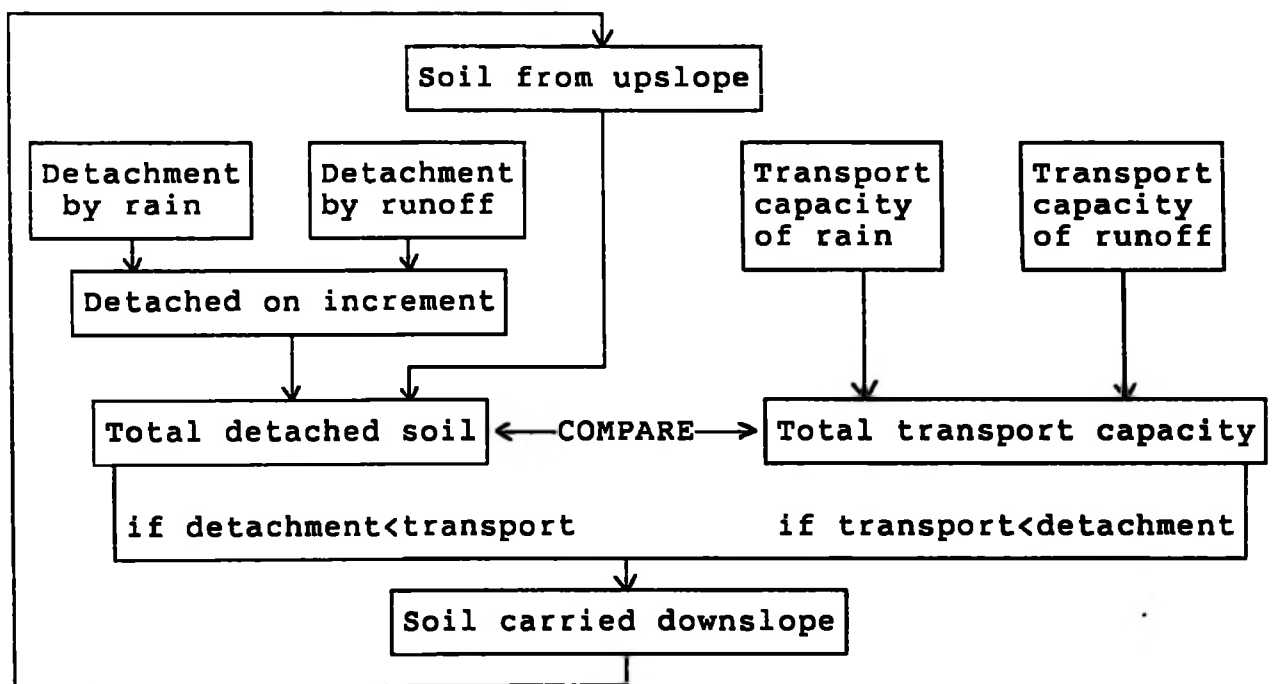 Soil from upslope
Detachment
by rain
Detachment
by runoff
Transport
capacity
of rain
Transport
capacity
of runoff
Detached on increment
Total detached soil
COMPARE
Total transport capacity
if detachment<transport
if transport<detachment
Soil carried downslope